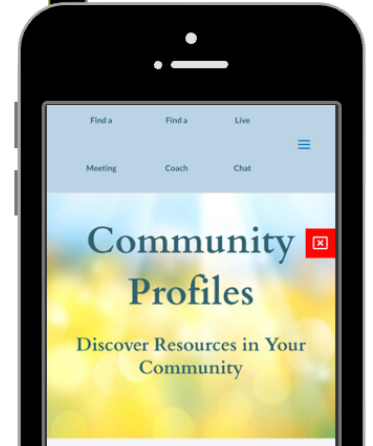 Find a Find a Live
Meeting Coach Chat
Community
Profiles
Discover Resources in Your
Community